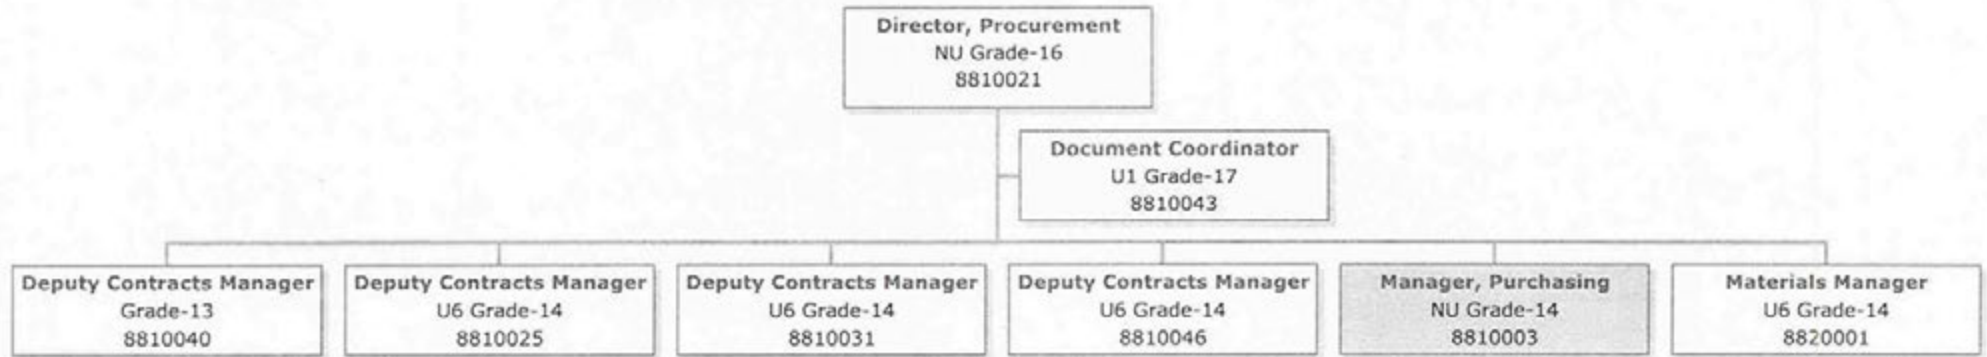 Director, Procurement
NU Grade-16
8810021
Document Coordinator
U1 Grade-17
8810043
Deputy Contracts Manager
Grade-13
8810040
Deputy Contracts Manager
U6 Grade-14
8810025
Deputy Contracts Manager
U6 Grade-14
8810031
Deputy Contracts Manager
U6 Grade-14
8810046
Manager, Purchasing
NU Grade-14
8810003
Materials Manager
U6 Grade-14
8820001